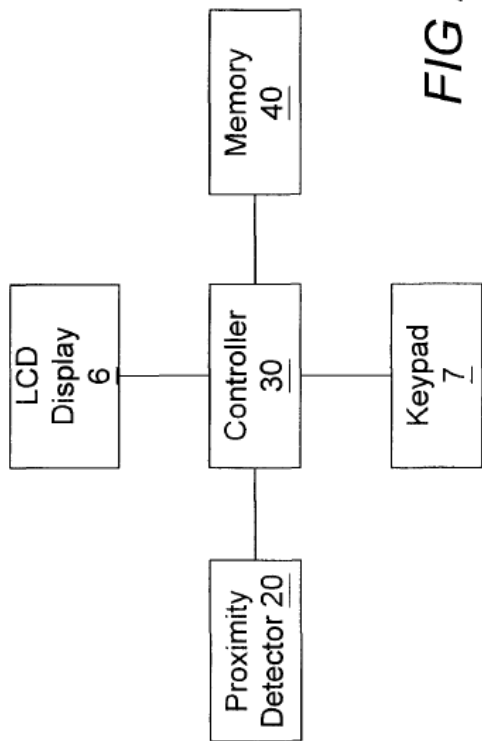 Proximity
Detector 20
Keypad
7
Controller
30
LCD
Display
6
Memory
40
FIG